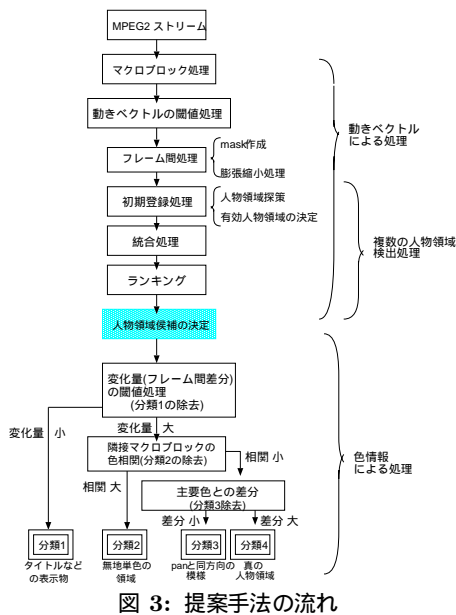 MPEG2 ストリーム
マクロブロック処理
動きベクトルの閾値処理
フレーム間処理
mask作成
膨張縮小処理
初期登録処理
人物領域探策
有効人物領域の決定
統合処理
ランキング
人物領域候補の決定
動きベクトル
による処理
複数の人物領域
検出処理
変化量(フレーム間差分)
の閾値処理
(分類1の除去)
変化量 小
変化量 大
隣接マクロブロックの
色相関(分類2の除去)
相関 小
相関 大
主要色との差分
(分類3除去)
差分 小
差分 大
色情報
による処理
分類1
分類2
分類3
分類4
タイトルなど
の表示物
無地単色の
領域
panと同方向の
模様
真の
人物領域
図 3: 提案手法の流れ